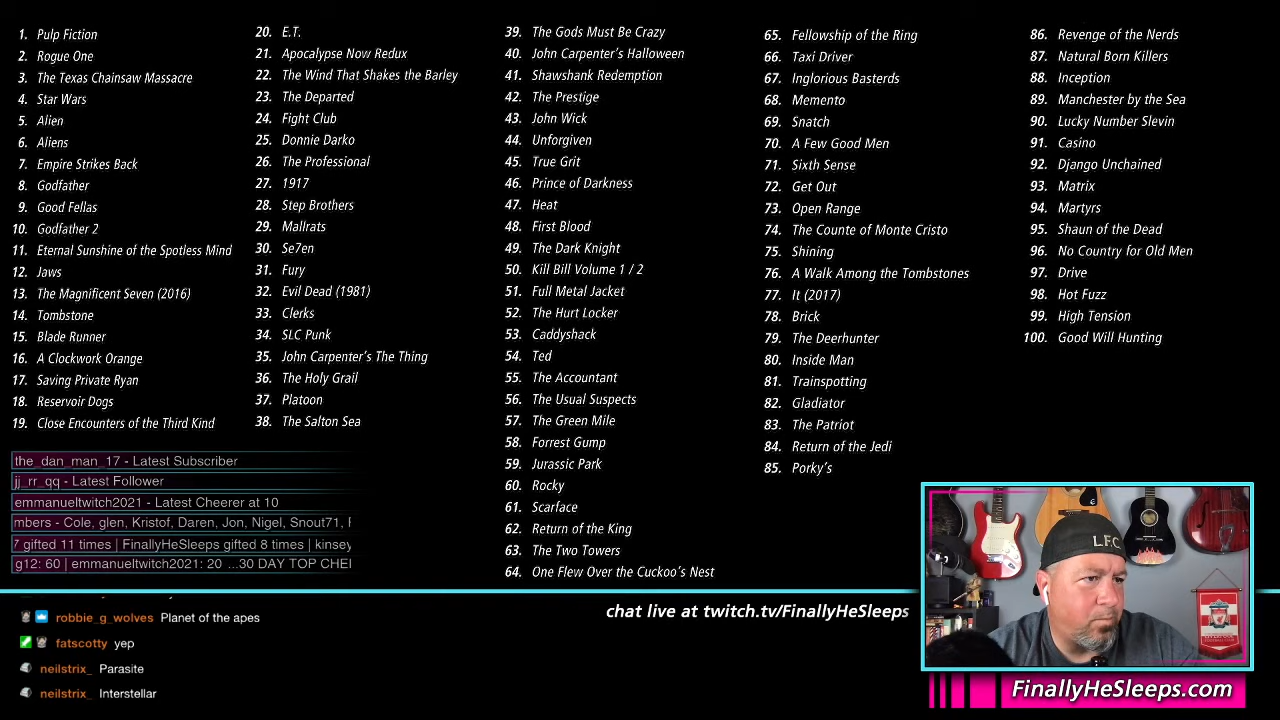 1. Pulp Fiction
2. Rogue One
3. The Texas Chainsaw Massacre
4. Star Wars
5. Alien
6. Aliens
7. Empire Strikes Back
8. Godfather
9. Good Fellas
10. Godfather 2
11. Eternal Sunshine of the Spotless Mind
12. Jaws
13. The Magnificent Seven (2016)
14. Tombstone
15. Blade Runner
16. A Clockwork Orange
17. Saving Private Ryan
18. Reservoir Dogs
19. Close Encounters of the Third Kind
20. E.T.
21. Apocalypse Now Redux
22. The Wind That Shakes the Barley
23. The Departed
24. Fight Club
25. Donnie Darko
26. The Professional
27. 1917
28. Step Brothers
29. Mallrats
30. Se7en
31. Fury
32. Evil Dead (1981)
33. Clerks
34. SLC Punk
35. John Carpenter's The Thing
36. The Holy Grail
37. Platoon
38. The Salton Sea
39. The Gods Must Be Crazy
40. John Carpenter's Halloween
41. Shawshank Redemption
42. The Prestige
43. John Wick
44. Unforgiven
45. True Grit
46. Prince of Darkness
47. Heat
48. First Blood
49. The Dark Knight
50. Kill Bill Volume 1 / 2
51. Full Metal Jacket
52. The Hurt Locker
53. Caddyshack
54. Ted
55. The Accountant
56. The Usual Suspects
57. The Green Mile
58. Forrest Gump
59. Jurassic Park
60. Rocky
61. Scarface
62. Return of the King
63. The Two Towers
64. One Flew Over the Cuckoo's Nest
65. Fellowship of the Ring
66. Taxi Driver
67. Inglorious Basterds
68. Memento
69. Snatch
70. A Few Good Men
71. Sixth Sense
72. Get Out
73. Open Range
74. The Counte of Monte Cristo
75. Shining
76. A Walk Among the Tombstones
77. It (2017)
78. Brick
79. The Deerhunter
80. Inside Man
81. Trainspotting
82. Gladiator
83. The Patriot
84. Return of the Jedi
85. Porky's
86. Revenge of the Nerds
87. Natural Born Killers
88. Inception
89. Manchester by the Sea
90. Lucky Number Slevin
91. Casino
92. Django Unchained
93. Matrix
94. Martyrs
95. Shaun of the Dead
96. No Country for Old Men
97. Drive
98. Hot Fuzz
99. High Tension
100. Good Will Hunting
the_dan_man_17 - Latest Subscriber
jj_rr_qq - Latest Follower
emmanueltwitch2021 - Latest Cheerer at 10
mbers - Cole, glen, Kristof, Daren, Jon, Nigel, Snout71,
7 gifted 11 times | FinallyHeSleeps gifted 8 times | kinsey
g12: 60 | emmanueltwitch2021: 20 ...30 DAY TOP CHEE
robbie_g_wolves Planet of the apes
fatscotty yep
neilstrix_ Parasite
neilstrix_ Interstellar
chat live at twitch.tv/FinallyHeSleeps
L.F.C
FinallyHeSleeps.com